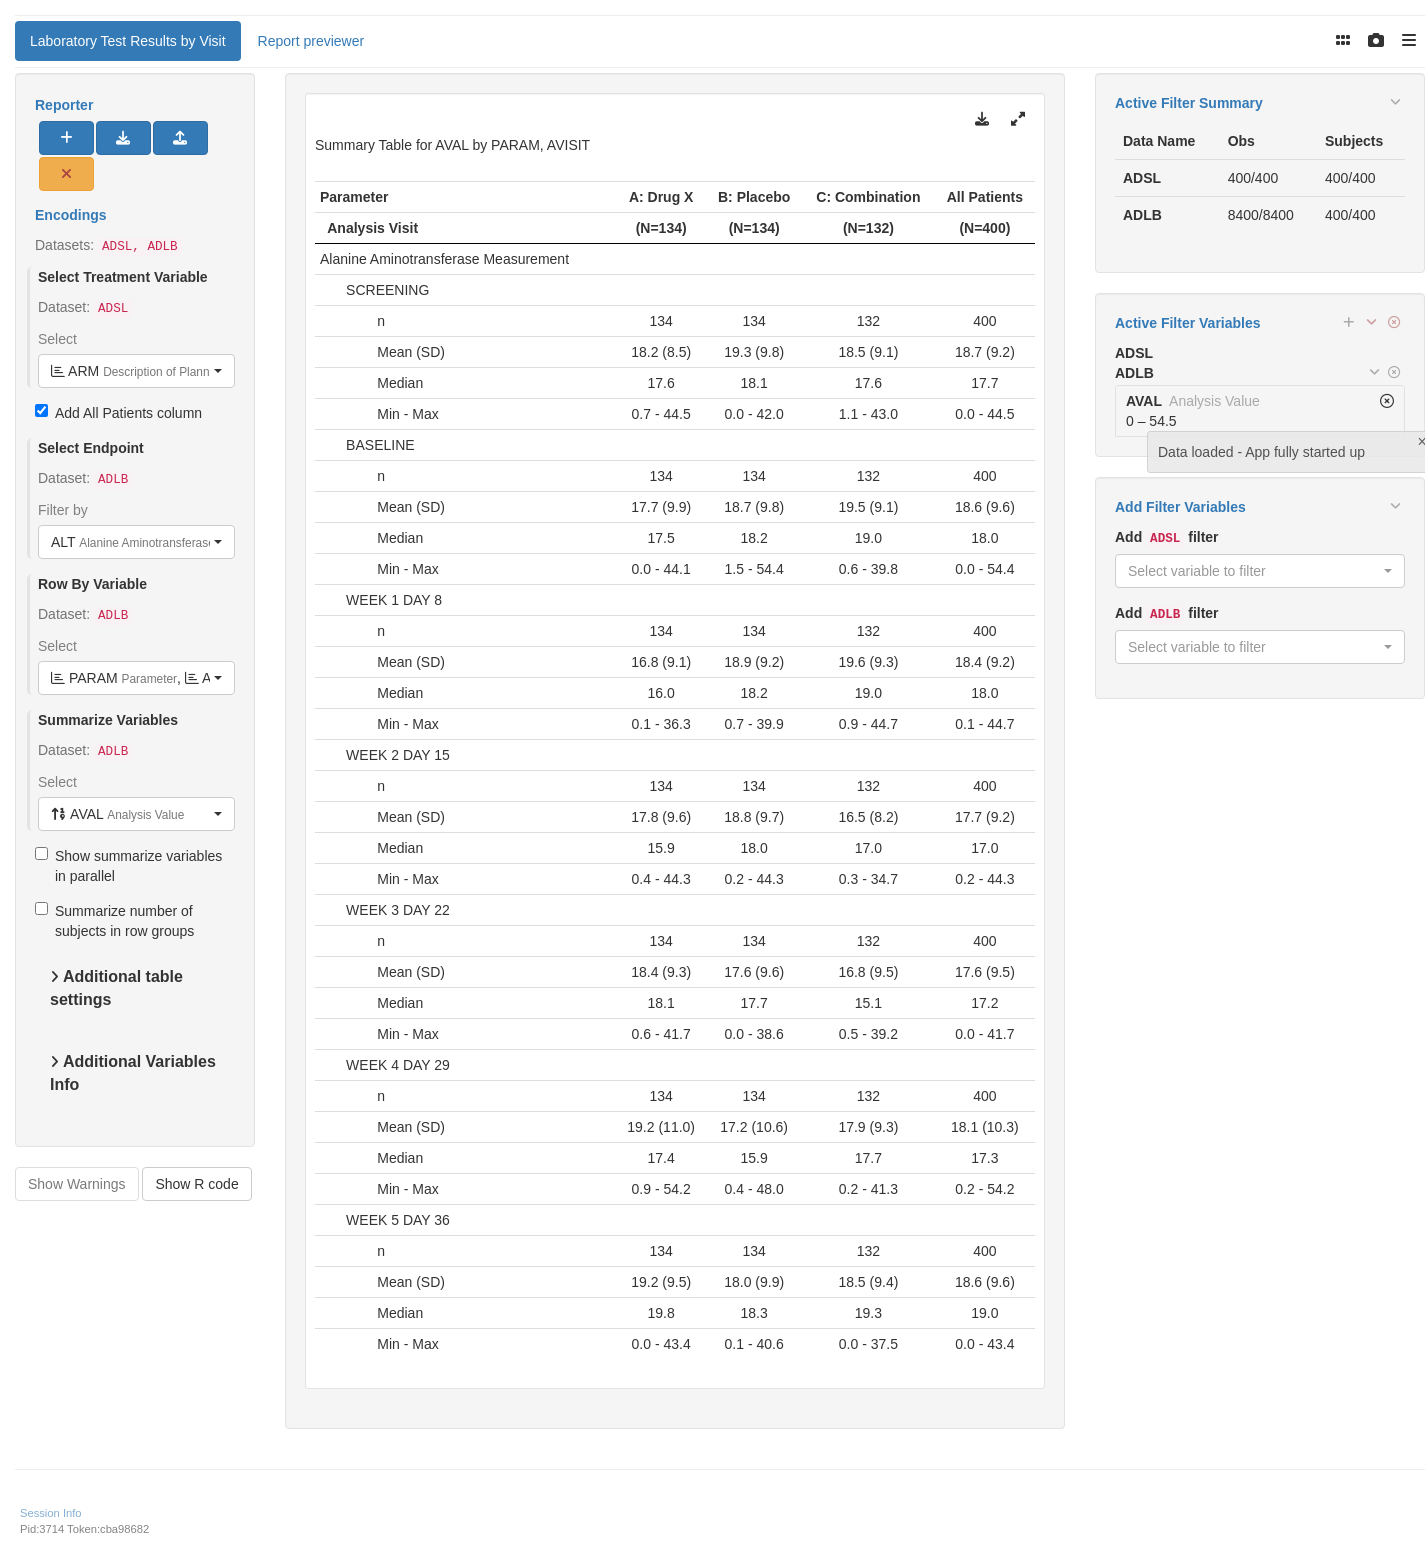 Laboratory Test Results by Visit
Report previewer
Reporter
Encodings
Datasets: ADSL, ADLB
Select Treatment Variable
Dataset: ADSL
Select
ARM Description of Plann
Add All Patients column
Select Endpoint
Dataset: ADLB
Filter by
ALT Alanine Aminotransferase
Row By Variable
Dataset: ADLB
Select
PARAM Parameter, A
Summarize Variables
Dataset: ADLB
Select
AVAL Analysis Value
Show summarize variables
in parallel
Summarize number of
subjects in row groups
Additional table
settings
Additional Variables
Info
Show Warnings
Show R code
Summary Table for AVAL by PARAM, AVISIT
Parameter A: Drug X B: Placebo C: Combination All Patients
Analysis Visit (N=134) (N=134) (N=132) (N=400)
Alanine Aminotransferase Measurement
SCREENING
n 134 134 132 400
Mean (SD) 18.2 (8.5) 19.3 (9.8) 18.5 (9.1) 18.7 (9.2)
Median 17.6 18.1 17.6 17.7
Min - Max 0.7 - 44.5 0.0 - 42.0 1.1 - 43.0 0.0 - 44.5
BASELINE
n 134 134 132 400
Mean (SD) 17.7 (9.9) 18.7 (9.8) 19.5 (9.1) 18.6 (9.6)
Median 17.5 18.2 19.0 18.0
Min - Max 0.0 - 44.1 1.5 - 54.4 0.6 - 39.8 0.0 - 54.4
WEEK 1 DAY 8
n 134 134 132 400
Mean (SD) 16.8 (9.1) 18.9 (9.2) 19.6 (9.3) 18.4 (9.2)
Median 16.0 18.2 19.0 18.0
Min - Max 0.1 - 36.3 0.7 - 39.9 0.9 - 44.7 0.1 - 44.7
WEEK 2 DAY 15
n 134 134 132 400
Mean (SD) 17.8 (9.6) 18.8 (9.7) 16.5 (8.2) 17.7 (9.2)
Median 15.9 18.0 17.0 17.0
Min - Max 0.4 - 44.3 0.2 - 44.3 0.3 - 34.7 0.2 - 44.3
WEEK 3 DAY 22
n 134 134 132 400
Mean (SD) 18.4 (9.3) 17.6 (9.6) 16.8 (9.5) 17.6 (9.5)
Median 18.1 17.7 15.1 17.2
Min - Max 0.6 - 41.7 0.0 - 38.6 0.5 - 39.2 0.0 - 41.7
WEEK 4 DAY 29
n 134 134 132 400
Mean (SD) 19.2 (11.0) 17.2 (10.6) 17.9 (9.3) 18.1 (10.3)
Median 17.4 15.9 17.7 17.3
Min - Max 0.9 - 54.2 0.4 - 48.0 0.2 - 41.3 0.2 - 54.2
WEEK 5 DAY 36
n 134 134 132 400
Mean (SD) 19.2 (9.5) 18.0 (9.9) 18.5 (9.4) 18.6 (9.6)
Median 19.8 18.3 19.3 19.0
Min - Max 0.0 - 43.4 0.1 - 40.6 0.0 - 37.5 0.0 - 43.4
Active Filter Summary
Data Name Obs Subjects
ADSL 400/400 400/400
ADLB 8400/8400 400/400
Active Filter Variables
ADSL
ADLB
AVAL Analysis Value
0 – 54.5
Data loaded - App fully started up
Add Filter Variables
Add ADSL filter
Select variable to filter
Add ADLB filter
Select variable to filter
Session Info
Pid:3714 Token:cba98682